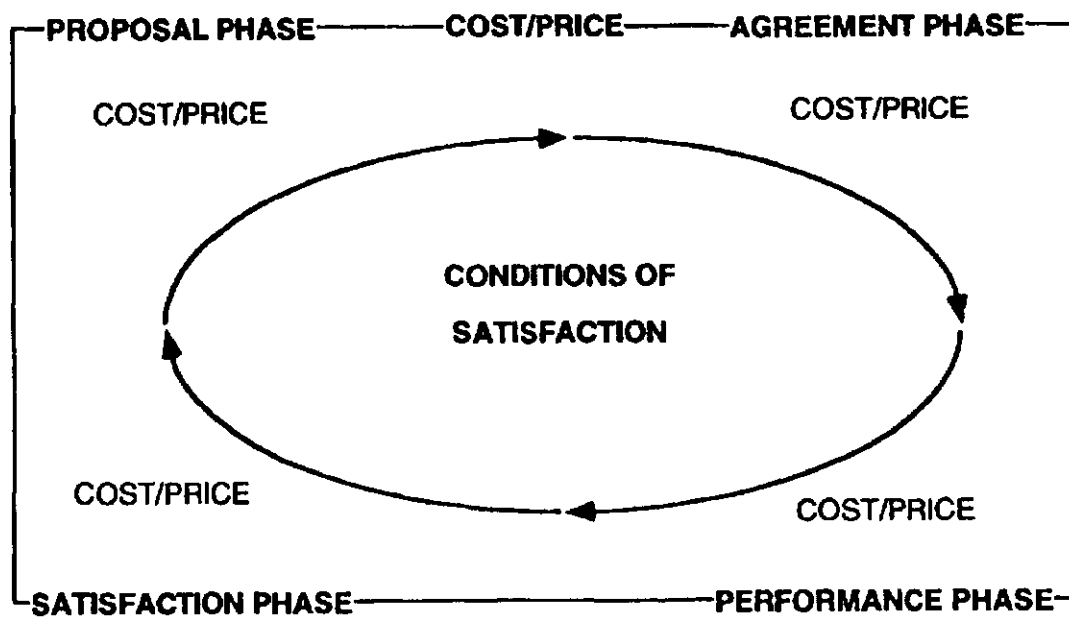 PROPOSAL PHASE COST/PRICE AGREEMENT PHASE
COST/PRICE COST/PRICE
CONDITIONS OF
SATISFACTION
COST/PRICE COST/PRICE
SATISFACTION PHASE PERFORMANCE PHASE